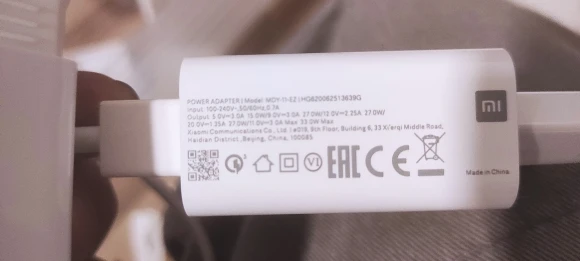 POWER ADAPTER | Model: MDY-11-EZ | HQ620082513639G
Input: 100-240V~,50/60Hz,0.7A
Output: 5.0V⎓3.0A 15.0W/9.0V⎓3.0A 27.0W/12.0V⎓2.25A 27.0W/
20.0V⎓1.35A 27.0W/11.0V⎓3.0A Max 33.0W Max
Xiaomi Communications Co., Ltd. | #019, 9th Floor, Building 6, 33 Xi'erqi Middle Road,
Haidian District, Beijing, China, 100085
VI
EAC CE
mi
Made in China